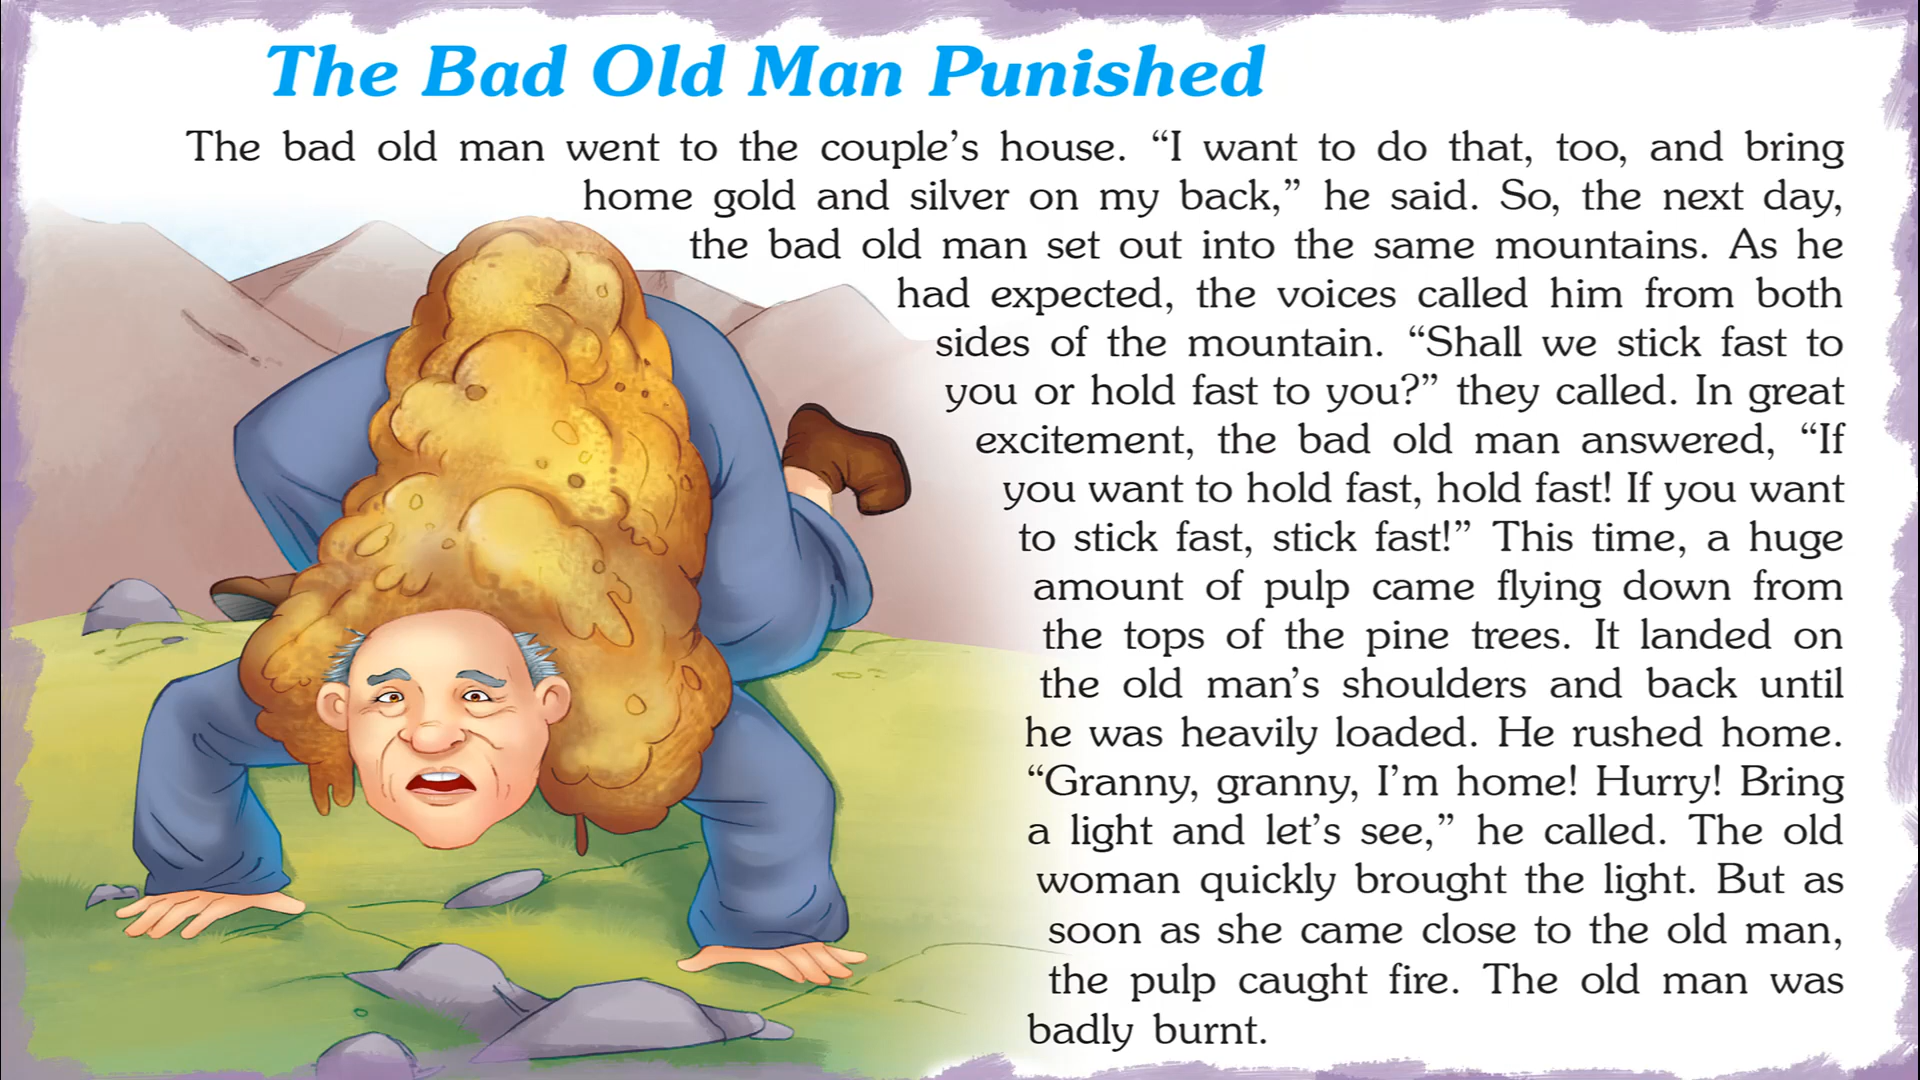 The Bad Old Man Punished
The bad old man went to the couple’s house. “I want to do that, too, and bring
home gold and silver on my back,” he said. So, the next day,
the bad old man set out into the same mountains. As he
had expected, the voices called him from both
sides of the mountain. “Shall we stick fast to
you or hold fast to you?” they called. In great
excitement, the bad old man answered, “If
you want to hold fast, hold fast! If you want
to stick fast, stick fast!” This time, a huge
amount of pulp came flying down from
the tops of the pine trees. It landed on
the old man’s shoulders and back until
he was heavily loaded. He rushed home.
“Granny, granny, I’m home! Hurry! Bring
a light and let’s see,” he called. The old
woman quickly brought the light. But as
soon as she came close to the old man,
the pulp caught fire. The old man was
badly burnt.